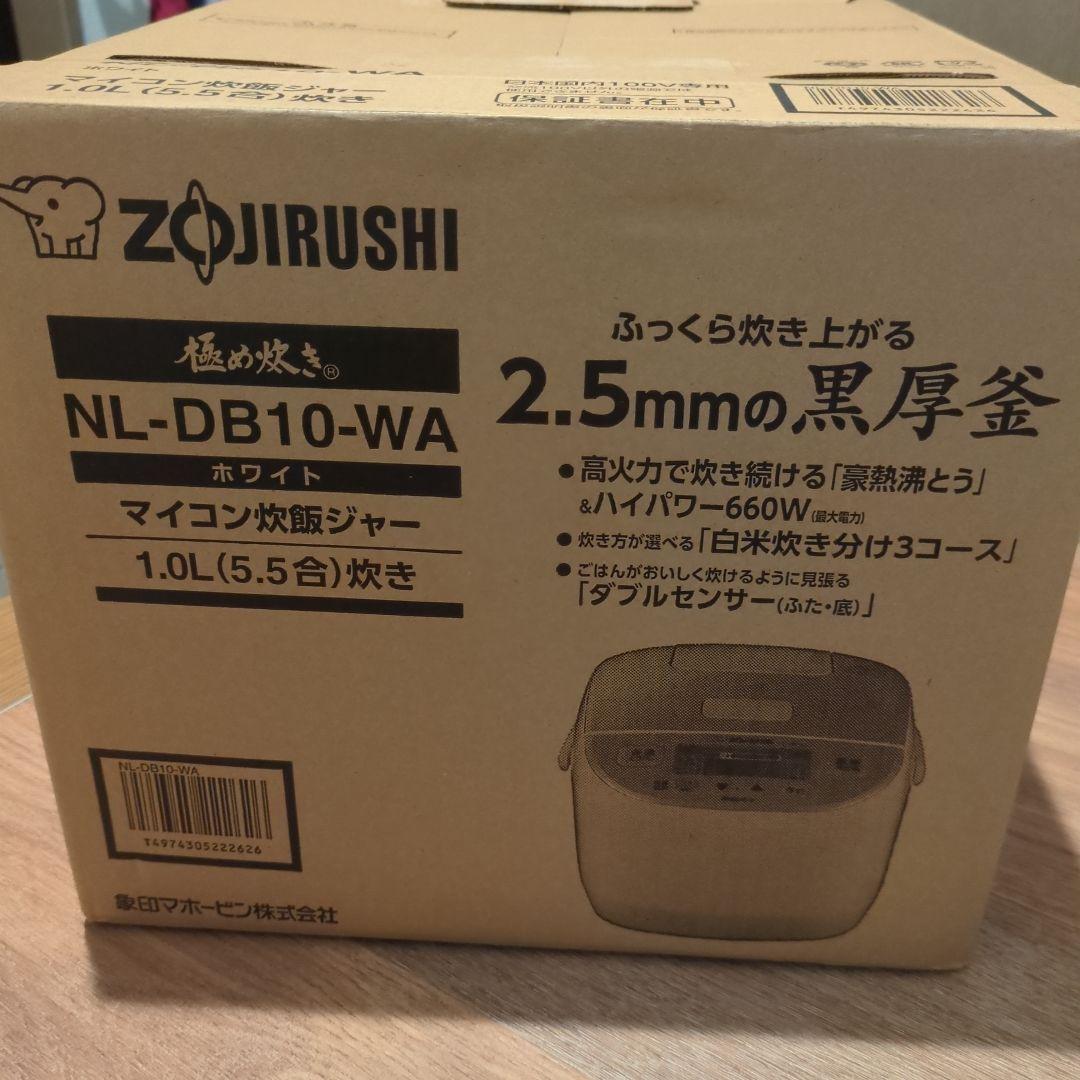 ホワイト
マイコン炊飯ジャー
1.0L(5.5合)炊き
日本国内100V専用
保証書在中
ZOJIRUSHI
極め炊き®
NL-DB10-WA
ホワイト
マイコン炊飯ジャー
1.0L(5.5合)炊き
ふっくら炊き上がる
2.5mmの黒厚釜
●高火力で炊き続ける「豪熱沸とう」
&ハイパワー660W(最大電力)
●炊き方が選べる「白米炊き分け3コース」
●ごはんがおいしく炊けるように見張る
「ダブルセンサー(ふた・底)」
NL-DB10-WA
T4974305222626
象印マホービン株式会社